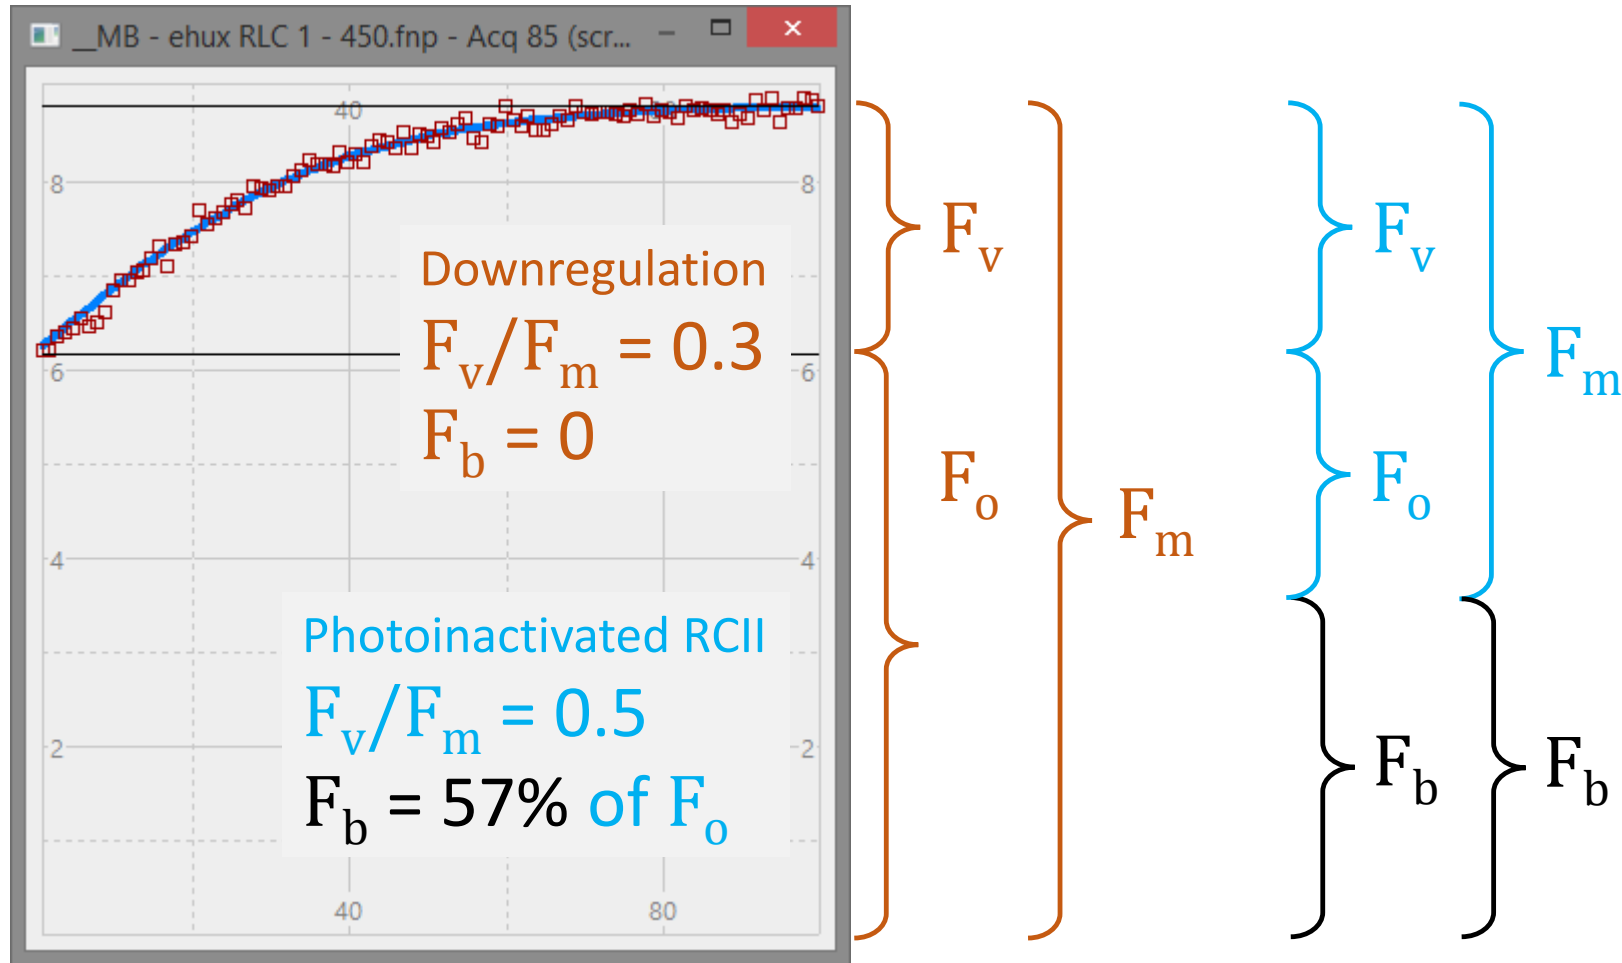 __MB - ehux RLC 1 - 450.fnp - Acq 85 (scr...
40
8
8
6
6
4
4
2
2
40
80
Downregulation
Fv/Fm = 0.3
Fb = 0
Photoinactivated RCII
Fv/Fm = 0.5
Fb = 57% of Fo
Fv
Fo
Fm
Fv
Fo
Fb
Fm
Fb